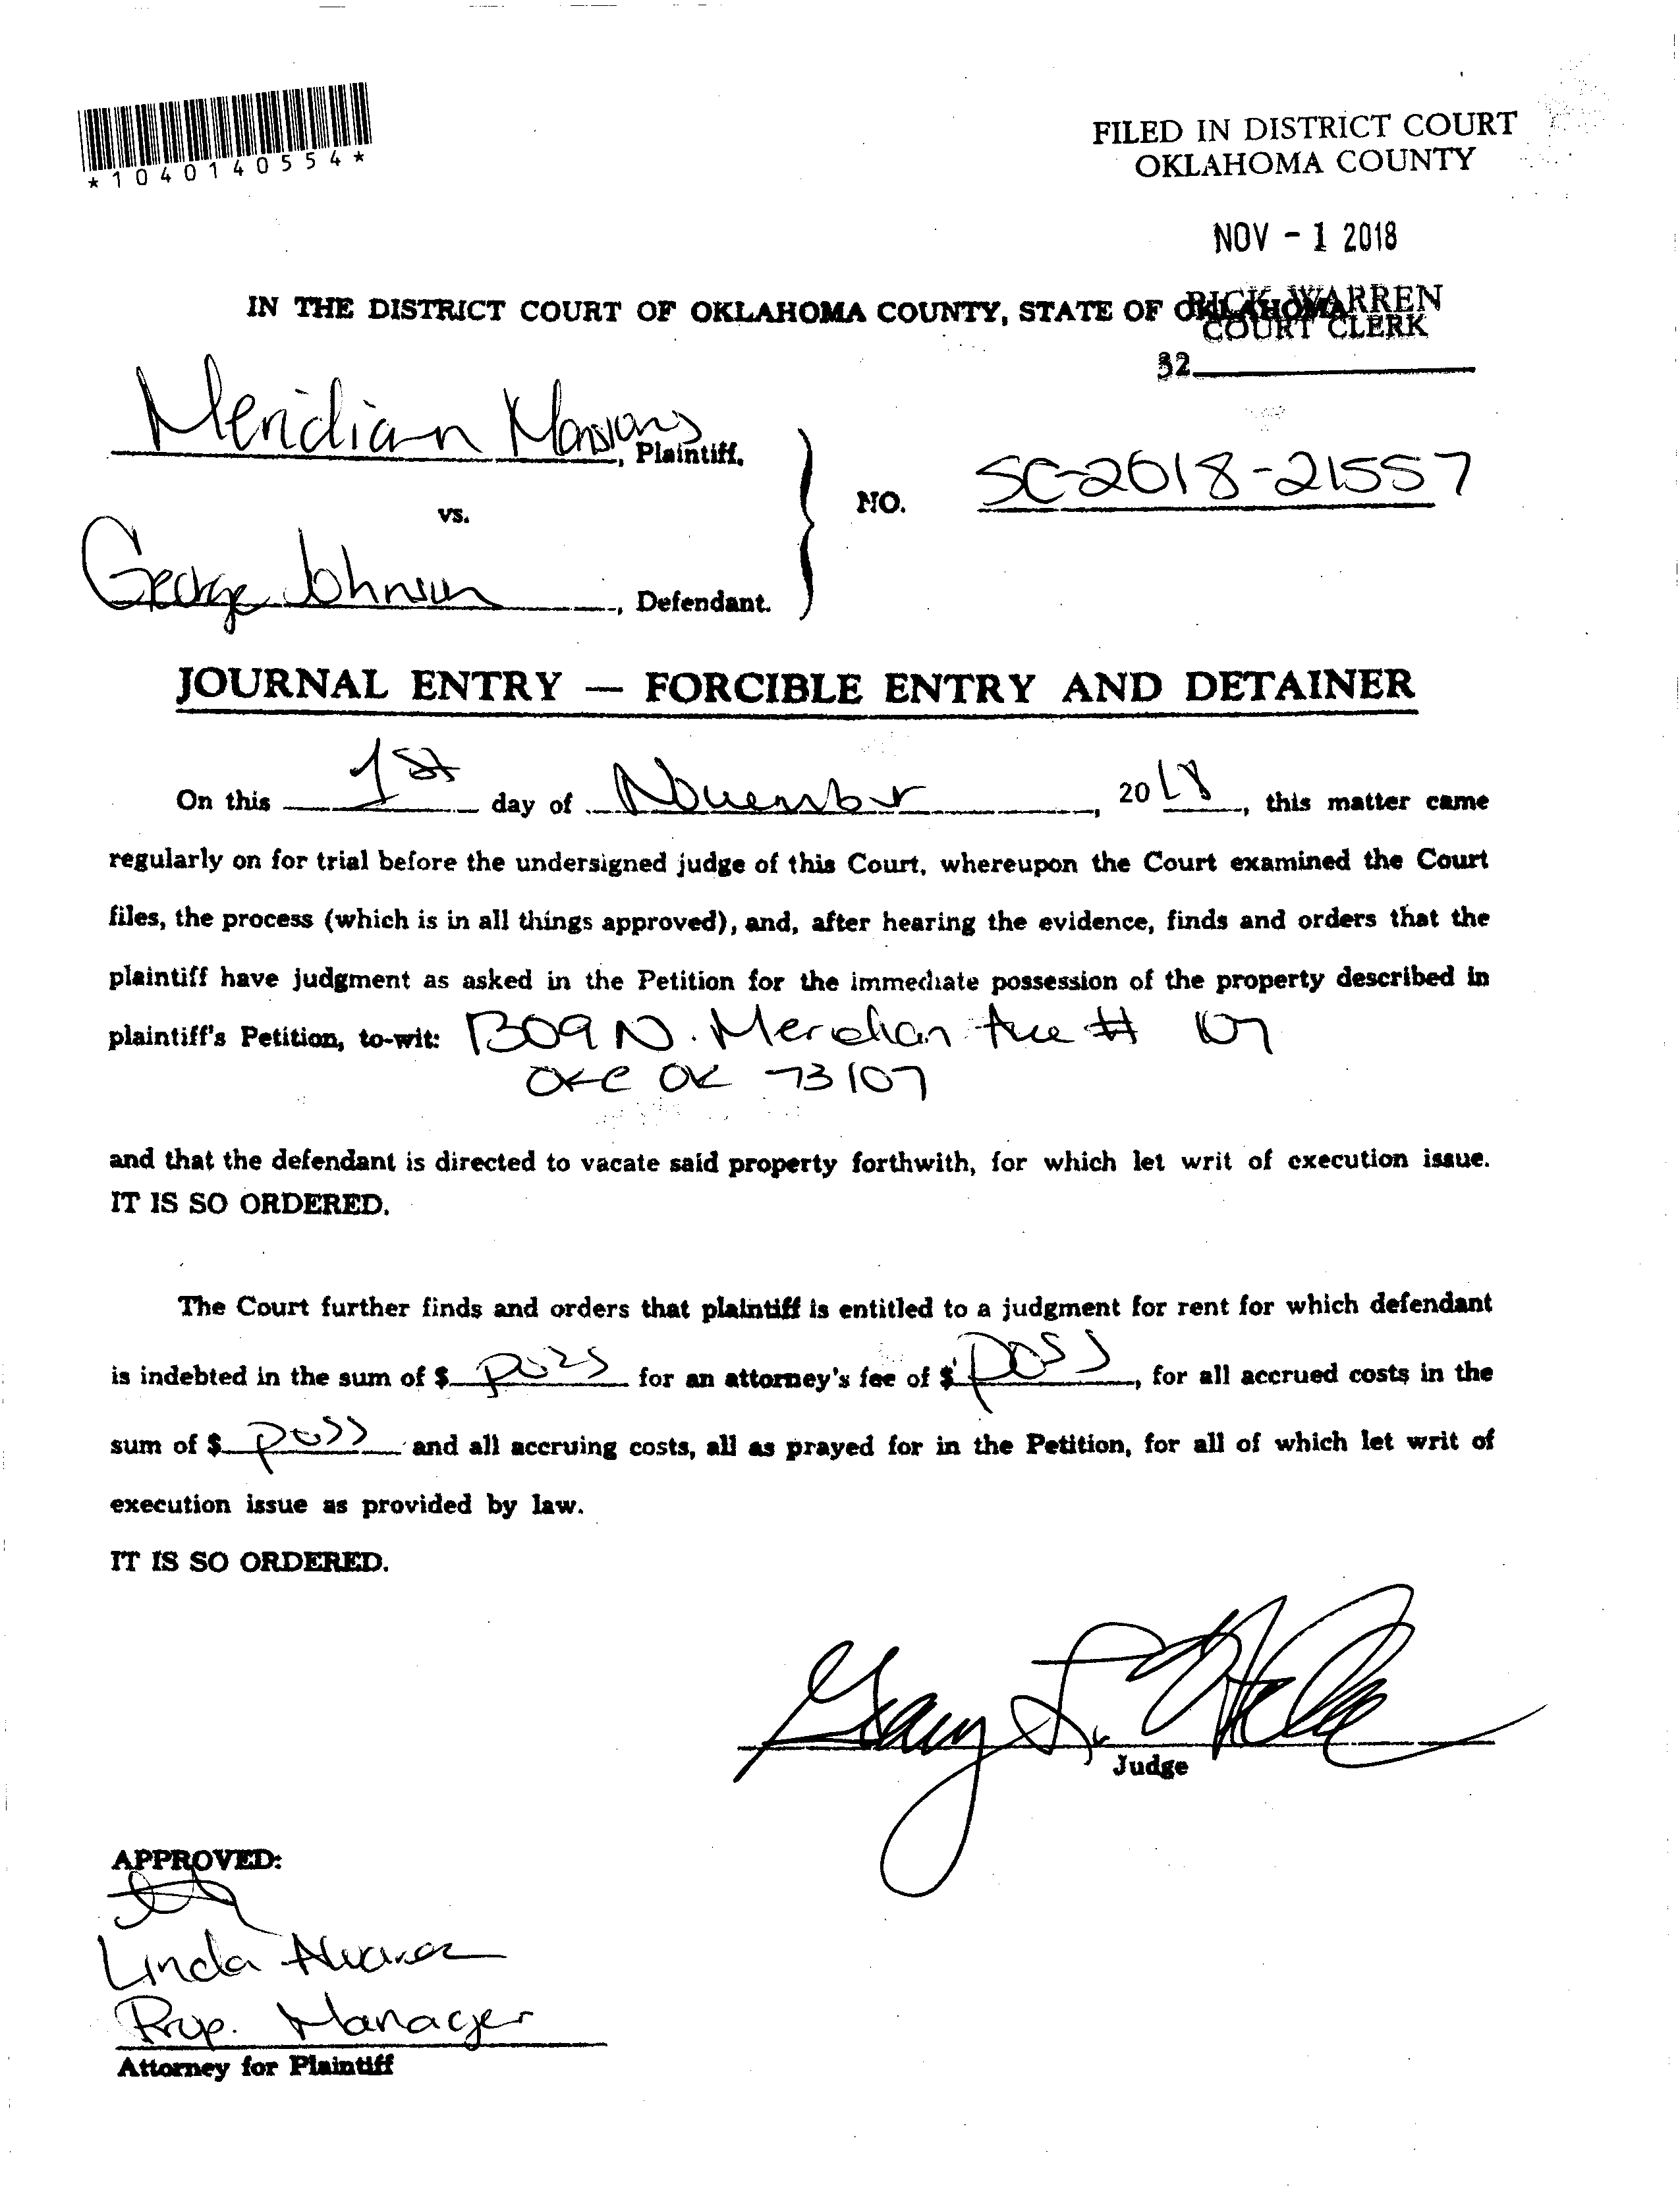 *1040140554*
FILED IN DISTRICT COURT
OKLAHOMA COUNTY
NOV - 1 2018
RICK WARREN
COURT CLERK
32
IN THE DISTRICT COURT OF OKLAHOMA COUNTY, STATE OF OKLAHOMA
Meridian Mansions, Plaintiff,
vs.
NO. SC-2018-21557
George Johnson, Defendant.
JOURNAL ENTRY — FORCIBLE ENTRY AND DETAINER
On this 1st day of November, 2018, this matter came
regularly on for trial before the undersigned judge of this Court, whereupon the Court examined the Court
files, the process (which is in all things approved), and, after hearing the evidence, finds and orders that the
plaintiff have judgment as asked in the Petition for the immediate possession of the property described in
plaintiff's Petition, to-wit: 1309 N. Meridian Ave # 107
OKC OK 73107
and that the defendant is directed to vacate said property forthwith, for which let writ of execution issue.
IT IS SO ORDERED.
The Court further finds and orders that plaintiff is entitled to a judgment for rent for which defendant
is indebted in the sum of $ poss for an attorney's fee of $ poss, for all accrued costs in the
sum of $ poss and all accruing costs, all as prayed for in the Petition, for all of which let writ of
execution issue as provided by law.
IT IS SO ORDERED.
Judge
APPROVED:
Linda Alvarez
Prop. Manager
Attorney for Plaintiff